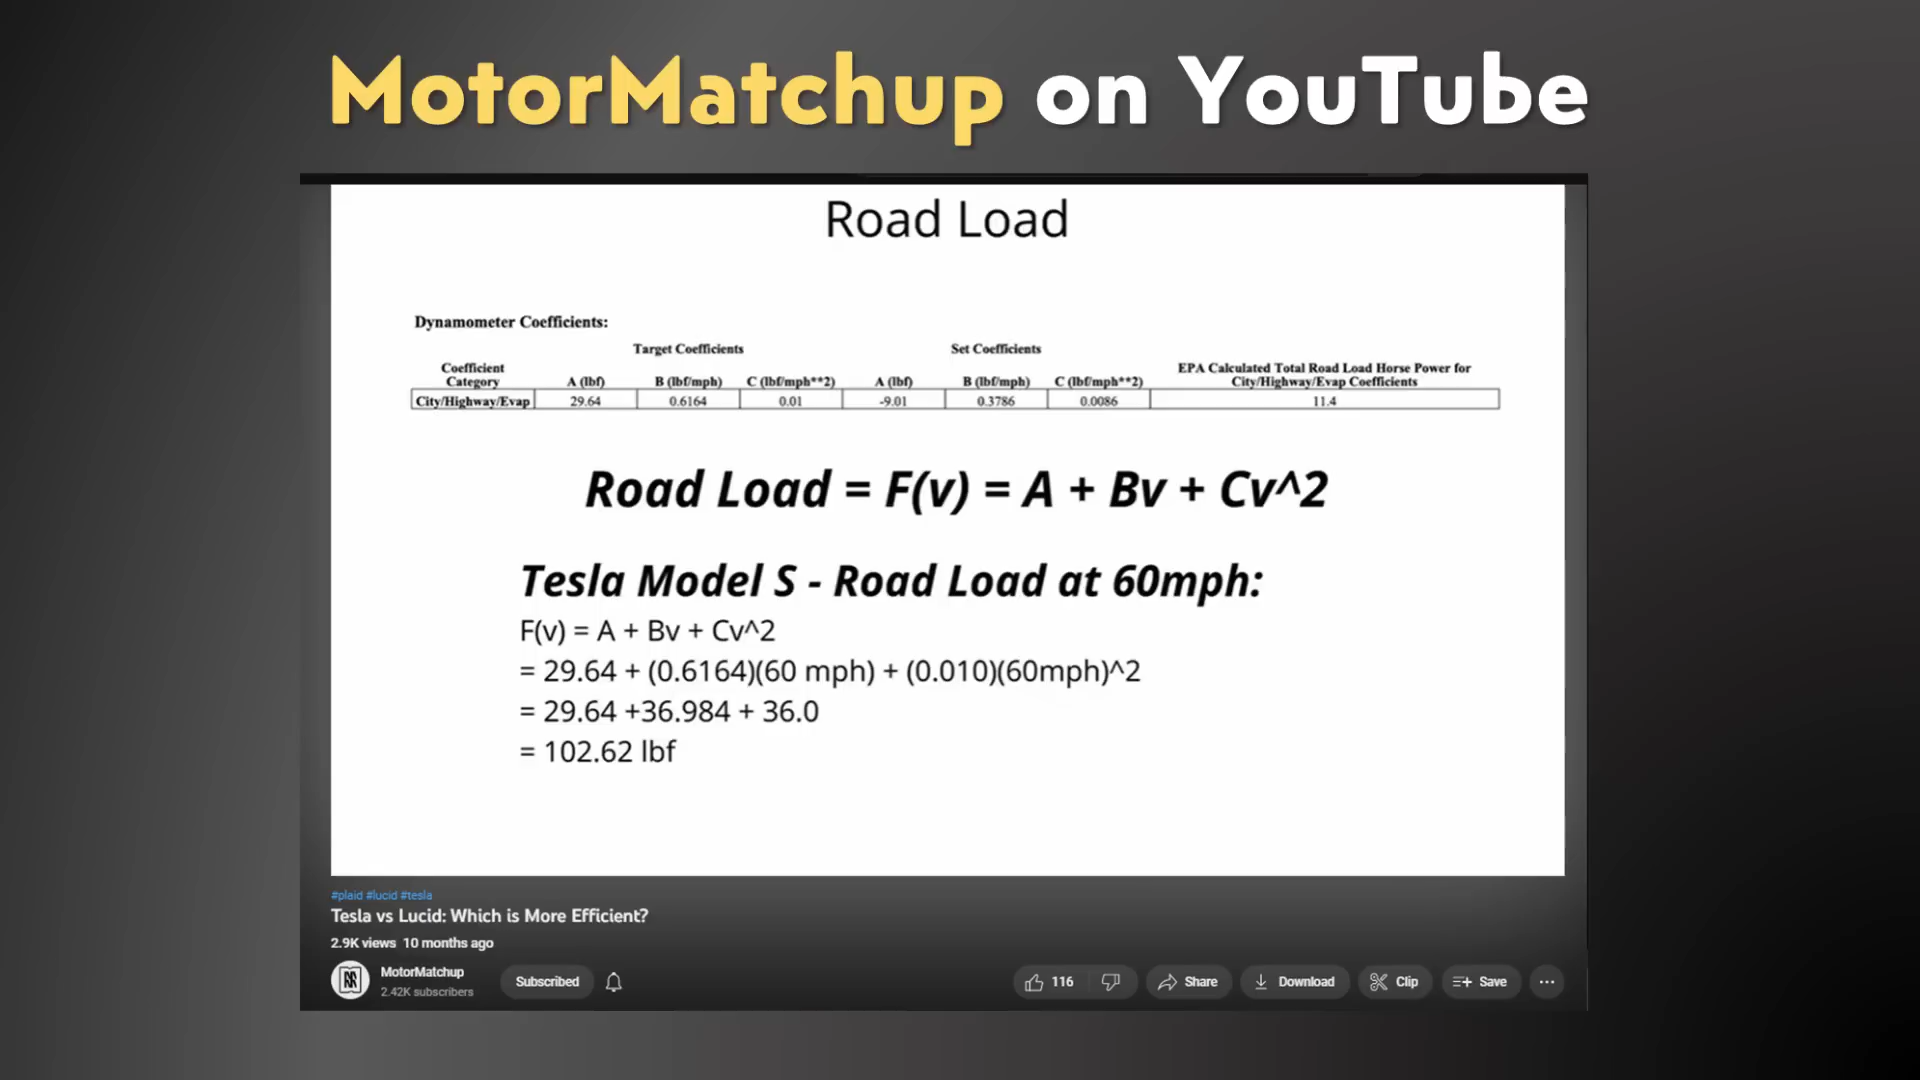 MotorMatchup on YouTube
Road Load
Dynamometer Coefficients:
Target Coefficients Set Coefficients
Coefficient Category A (lbf) B (lbf/mph) C (lbf/mph**2) A (lbf) B (lbf/mph) C (lbf/mph**2) EPA Calculated Total Road Load Horse Power for City/Highway/Evap Coefficients
City/Highway/Evap 29.64 0.6164 0.01 -9.01 0.3786 0.0086 11.4
Road Load = F(v) = A + Bv + Cv^2
Tesla Model S - Road Load at 60mph:
F(v) = A + Bv + Cv^2
= 29.64 + (0.6164)(60 mph) + (0.010)(60mph)^2
= 29.64 +36.984 + 36.0
= 102.62 lbf
#plaid #lucid #tesla
Tesla vs Lucid: Which is More Efficient?
2.9K views 10 months ago
MotorMatchup
2.42K subscribers
Subscribed
116
Share
Download
Clip
Save